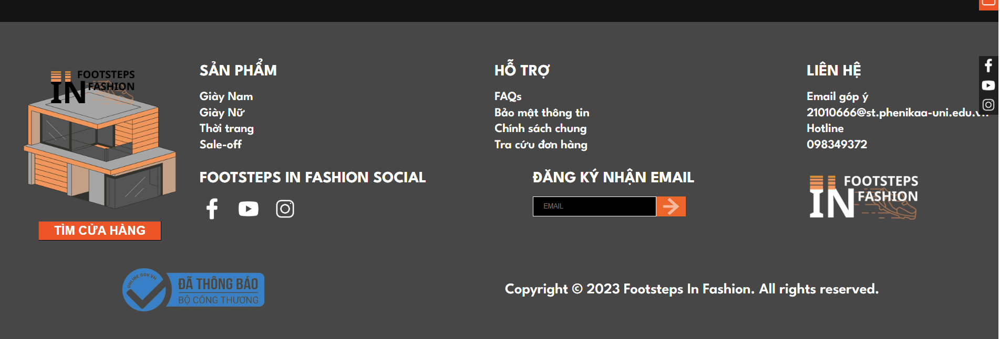 FOOTSTEPS
IN FASHION
TÌM CỬA HÀNG
SẢN PHẨM
Giày Nam
Giày Nữ
Thời trang
Sale-off
HỖ TRỢ
FAQs
Bảo mật thông tin
Chính sách chung
Tra cứu đơn hàng
LIÊN HỆ
Email góp ý
21010666@st.phenikaa-uni.edu.vn
Hotline
098349372
FOOTSTEPS IN FASHION SOCIAL
ĐĂNG KÝ NHẬN EMAIL
EMAIL
FOOTSTEPS
IN FASHION
ONLINE.GOV.VN
ĐÃ THÔNG BÁO
BỘ CÔNG THƯƠNG
Copyright © 2023 Footsteps In Fashion. All rights reserved.